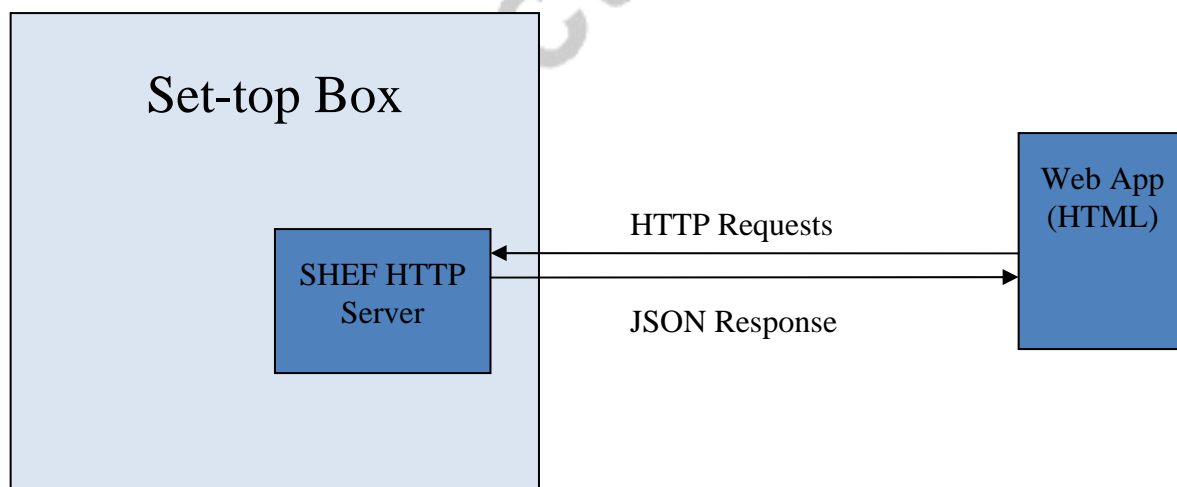 Set-top Box
Web App
(HTML)
HTTP Requests
SHEF HTTP
Server
JSON Response